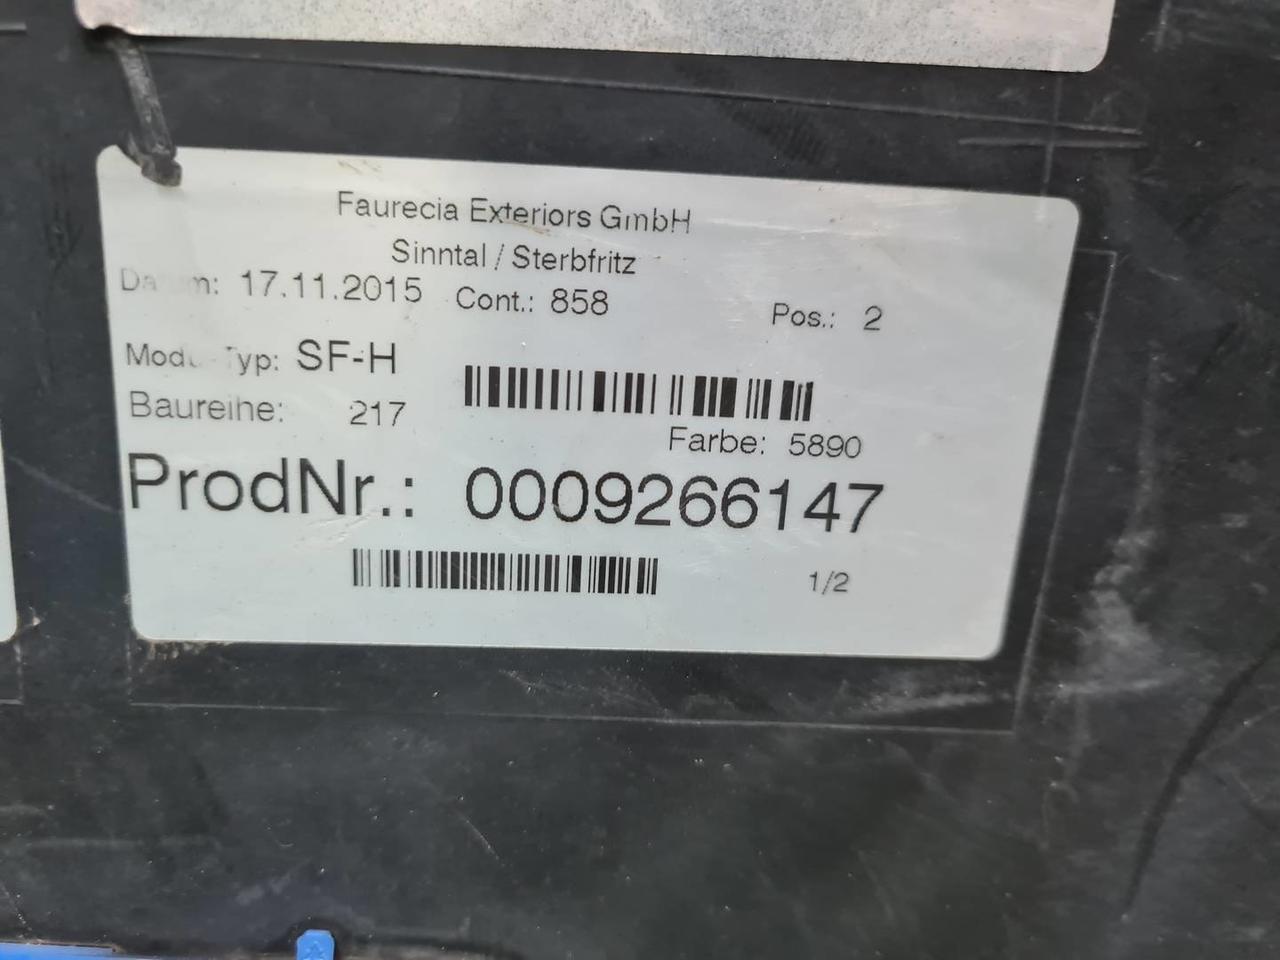 Faurecia Exteriors GmbH
Sinntal / Sterbfritz
17.11.2015 Cont.: 858 Pos.: 2
SF-H
Baureihe: 217
Farbe: 5890
ProdNr.: 0009266147
1/2